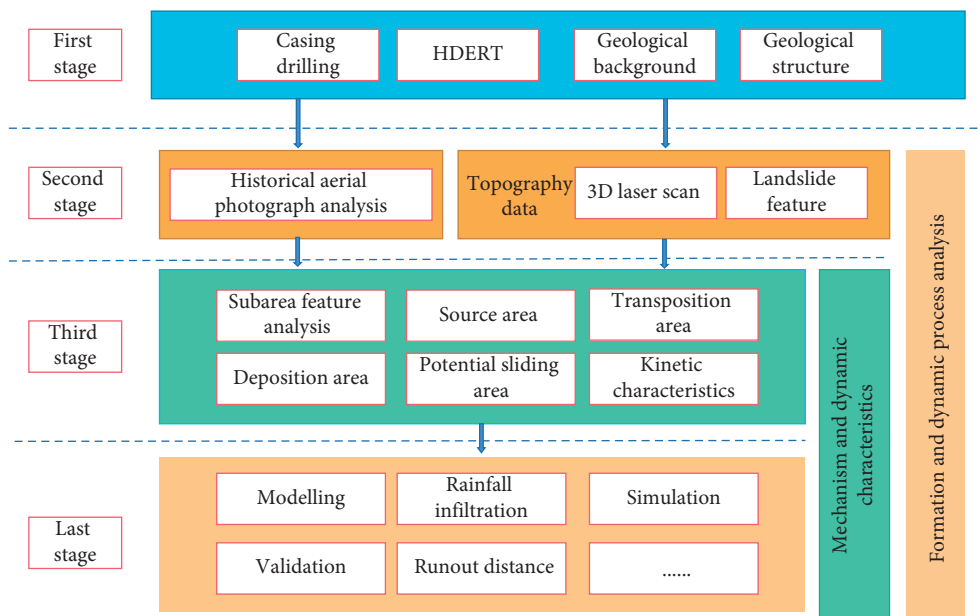 First
stage
Casing
drilling
HDERT
Geological
background
Geological
structure
Second
stage
Historical aerial
photograph analysis
Topography
data
3D laser scan
Landslide
feature
Third
stage
Subarea feature
analysis
Source area
Transposition
area
Deposition area
Potential sliding
area
Kinetic
characteristics
Last
stage
Modelling
Rainfall
infiltration
Simulation
Validation
Runout distance
......
Mechanism and dynamic
characteristics
Formation and dynamic process analysis